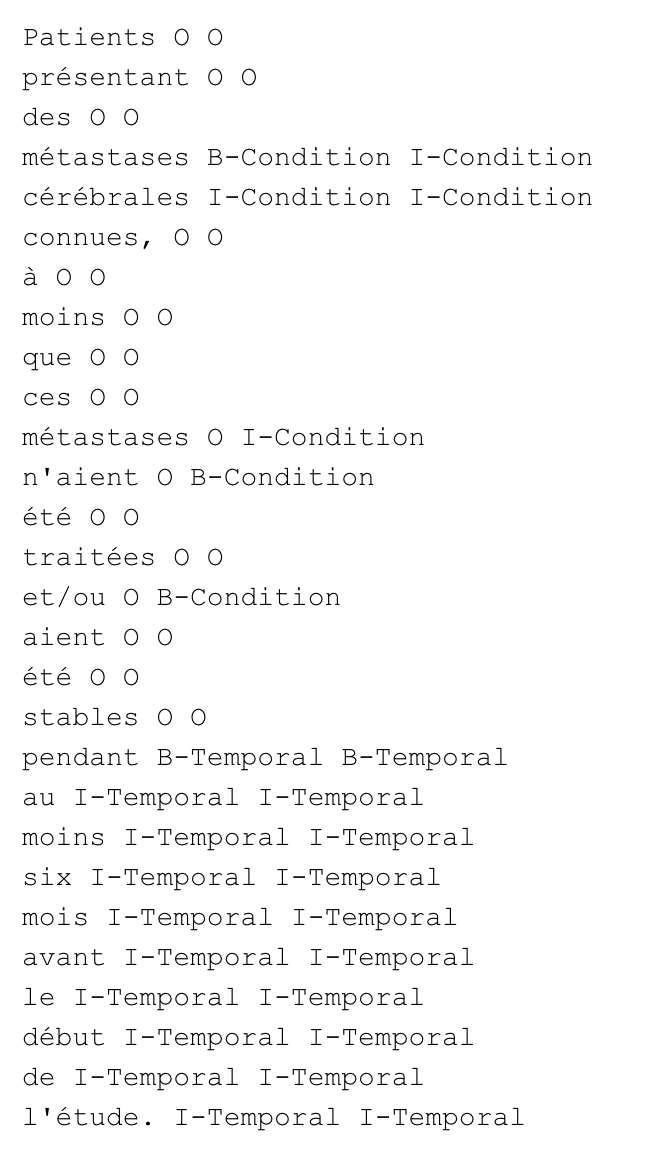 Patients O O
présentant O O
des O O
métastases B-Condition I-Condition
cérébrales I-Condition I-Condition
connues, O O
à O O
moins O O
que O O
ces O O
métastases O I-Condition
n'aient O B-Condition
été O O
traitées O O
et/ou O B-Condition
aient O O
été O O
stables O O
pendant B-Temporal B-Temporal
au I-Temporal I-Temporal
moins I-Temporal I-Temporal
six I-Temporal I-Temporal
mois I-Temporal I-Temporal
avant I-Temporal I-Temporal
le I-Temporal I-Temporal
début I-Temporal I-Temporal
de I-Temporal I-Temporal
l'étude. I-Temporal I-Temporal